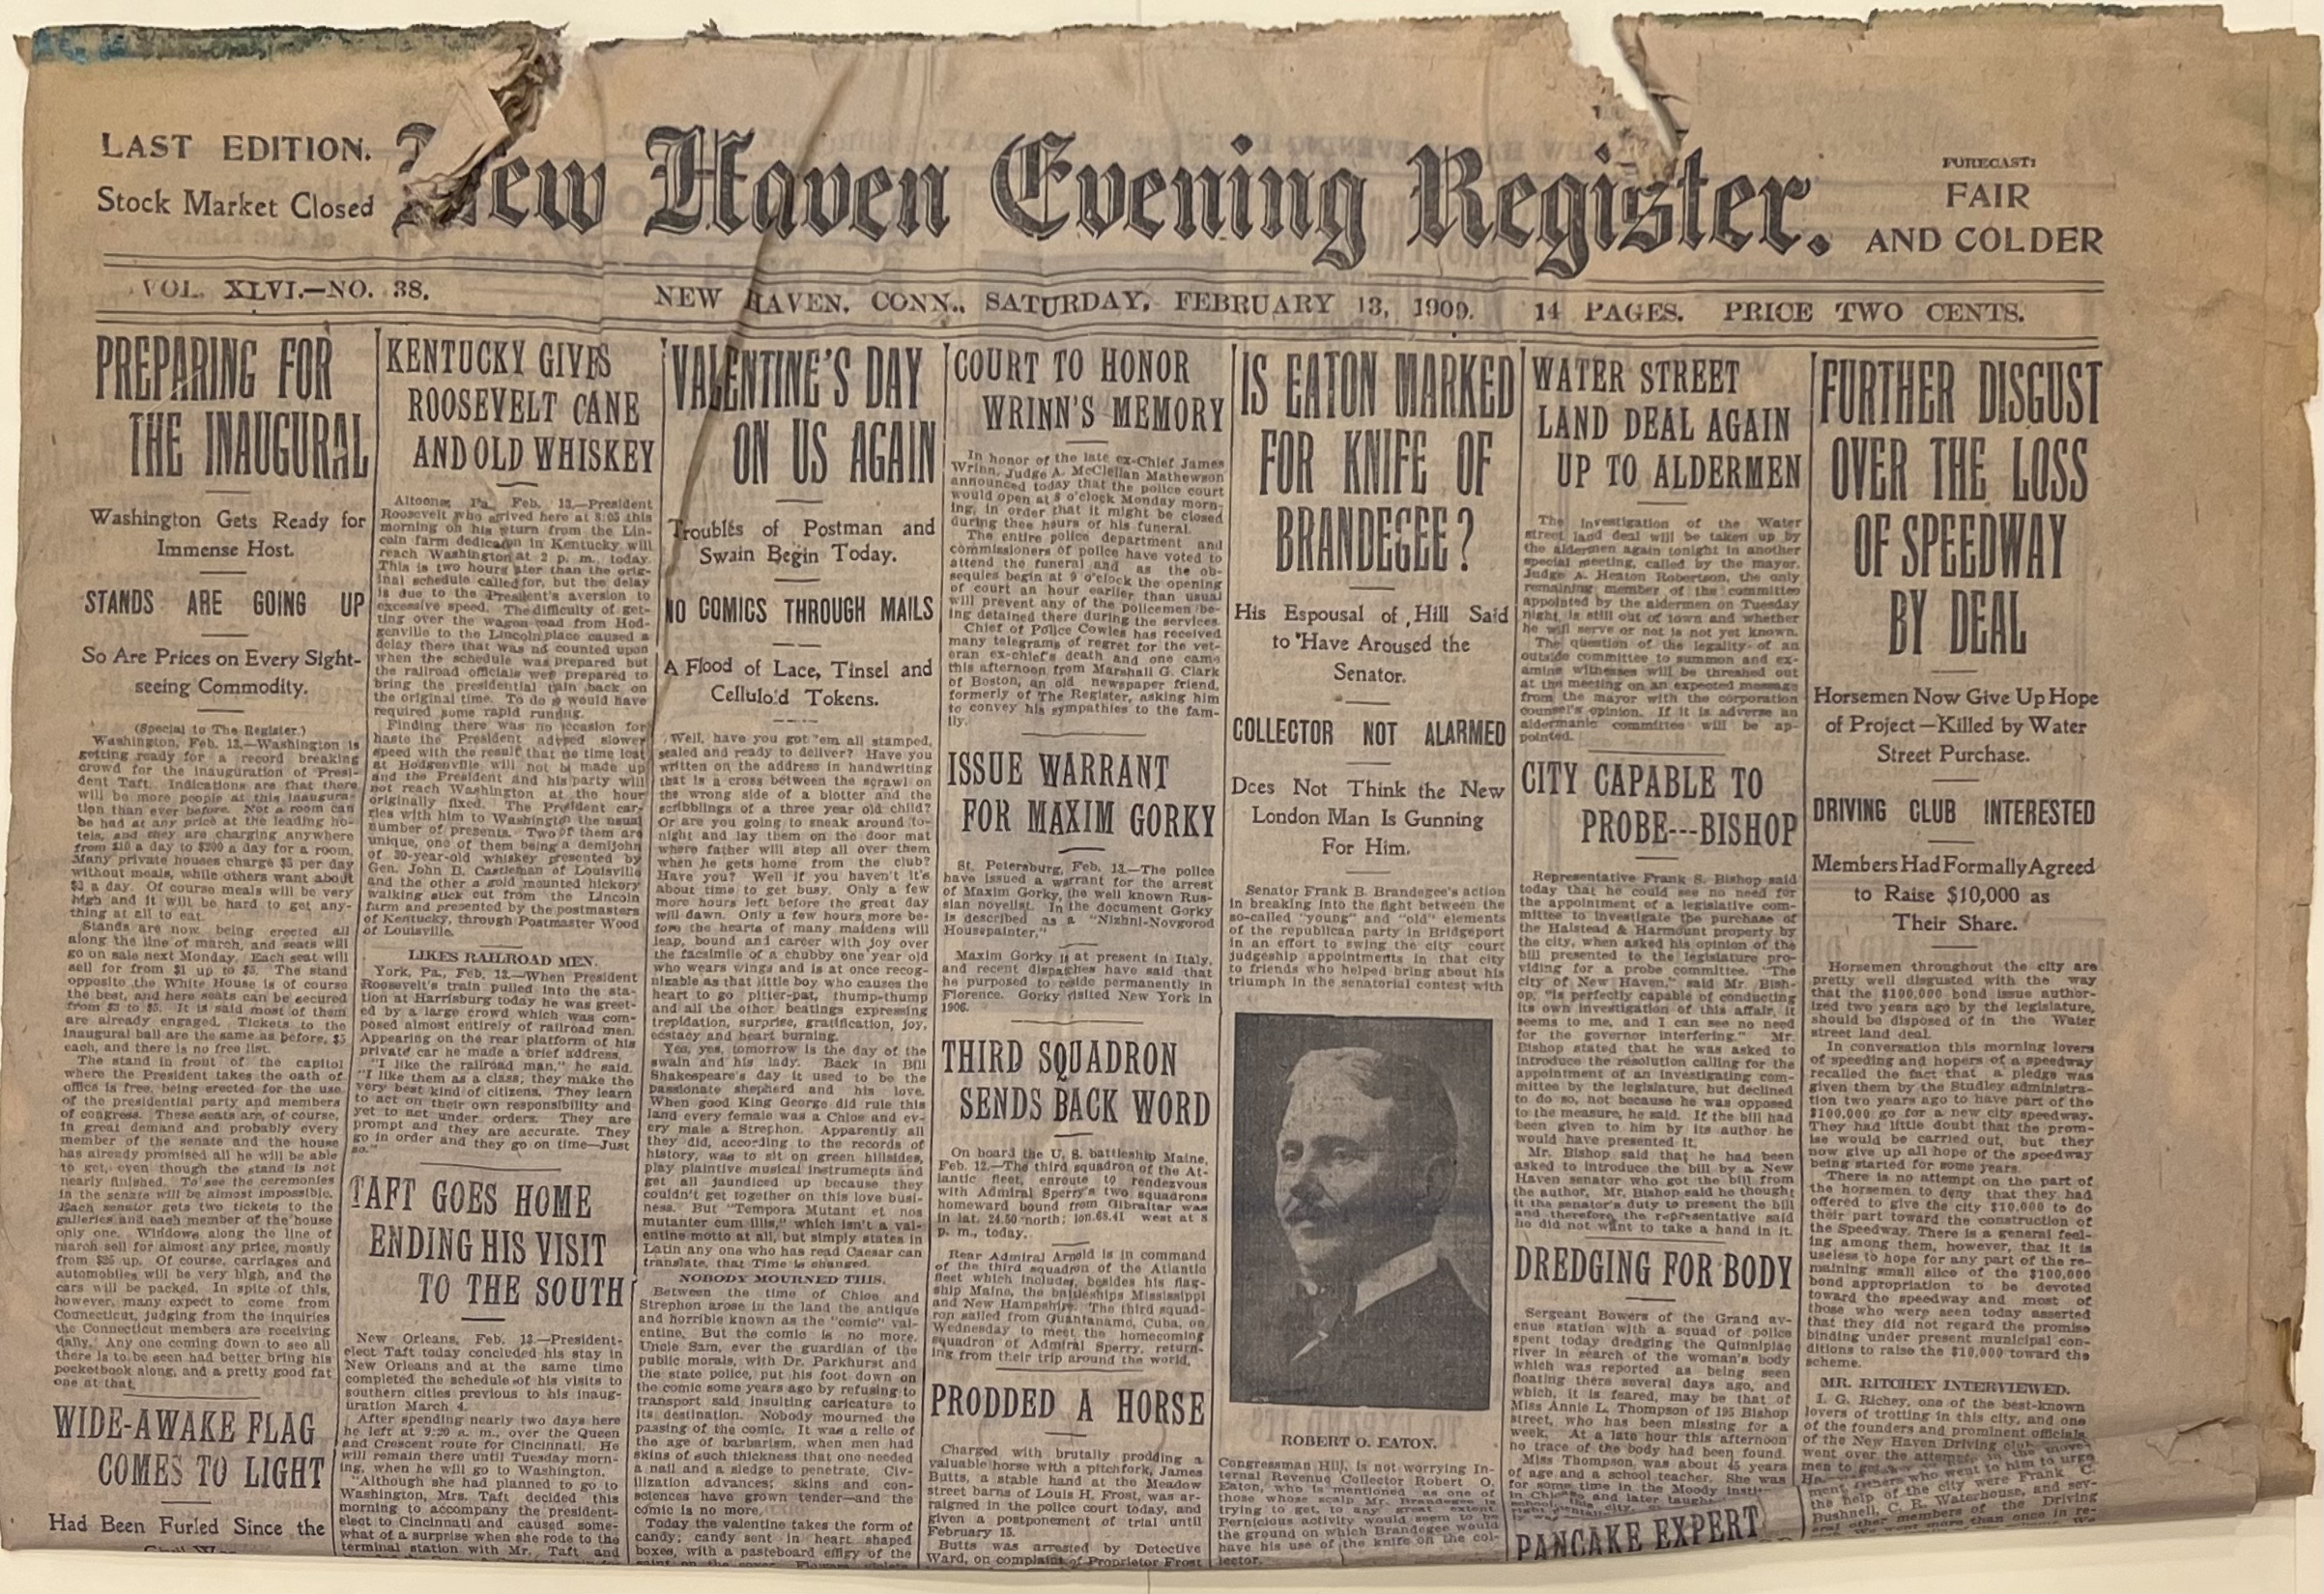 LAST EDITION.
Stock Market Closed
New Haven Evening Register.
FORECAST:
FAIR
AND COLDER
VOL. XLVI.—NO. 38.
NEW HAVEN, CONN., SATURDAY, FEBRUARY 13, 1909.
14 PAGES. PRICE TWO CENTS.
PREPARING FOR
THE INAUGURAL
Washington Gets Ready for
Immense Host.
STANDS ARE GOING UP
So Are Prices on Every Sight-
seeing Commodity.
(Special to The Register.)
Washington, Feb. 13.—Washington is
getting ready for a record breaking
crowd for the inauguration of Presi-
dent Taft. Indications are that there
will be more people at this inaugura-
tion than ever before. Not a room can
be had at any price at the leading ho-
tels, and they are charging anywhere
from $10 a day to $200 a day for a room.
Many private houses charge $5 per day
without meals, while others want about
$3 a day. Of course meals will be very
high and it will be hard to get any-
thing at all to eat.
Stands are now being erected all
along the line of march, and seats will
go on sale next Monday. Each seat will
sell for from $1 up to $5. The stand
opposite the White House is of course
the best, and here seats can be secured
from $3 to $5. It is said most of them
are already engaged. Tickets to the
inaugural ball are the same as before, $5
each, and there is no free list.
The stand in front of the capitol
where the President takes the oath of
office is free, being erected for the use
of the presidential party and members
of congress. These seats are, of course,
in great demand and probably every
member of the senate and the house
has already promised all he will be able
to get, even though the stand is not
nearly finished. To see the ceremonies
in the senate will be almost impossible.
Each senator gets two tickets to the
galleries and each member of the house
only one. Windows along the line of
march sell for almost any price, mostly
from $25 up. Of course, carriages and
automobiles will be very high, and the
cars will be packed. In spite of this,
however, many expect to come from
Connecticut, judging from the inquiries
the Connecticut members are receiving
daily. Any one coming down to see all
there is to be seen had better bring his
pocketbook along, and a pretty good fat
one at that.
WIDE-AWAKE FLAG
COMES TO LIGHT
Had Been Furled Since the
KENTUCKY GIVES
ROOSEVELT CANE
AND OLD WHISKEY
Altoona, Pa., Feb. 13.—President
Roosevelt who arrived here at 8:05 this
morning on his return from the Lin-
coln farm dedication in Kentucky will
reach Washington at 2 p. m., today.
This is two hours later than the orig-
inal schedule called for, but the delay
is due to the President's aversion to
excessive speed. The difficulty of get-
ting over the wagon road from Hod-
genville to the Lincoln place caused a
delay there that was not counted upon
when the schedule was prepared but
the railroad officials were prepared to
bring the presidential train back on
the original time. To do so would have
required some rapid running.
Finding there was no occasion for
haste the President advised slower
speed with the result that no time lost
at Hodgenville will not be made up
and the President and his party will
not reach Washington at the hour
originally fixed. The President car-
ries with him to Washington the usual
number of presents. Two of them are
unique, one of them being a demijohn
of 30-year-old whiskey presented by
Gen. John B. Castleman of Louisville
and the other a gold mounted hickory
walking stick cut from the Lincoln
farm and presented by the postmasters
of Kentucky, through Postmaster Wood
of Louisville.
LIKES RAILROAD MEN.
York, Pa., Feb. 13.—When President
Roosevelt's train pulled into the sta-
tion at Harrisburg today he was greet-
ed by a large crowd which was com-
posed almost entirely of railroad men.
Appearing on the rear platform of his
private car he made a brief address.
"I like the railroad man," he said.
"I like them as a class; they make the
very best kind of citizens. They learn
to act on their own responsibility and
yet to act under orders. They are
prompt and they are accurate. They
go in order and they go on time—Just
so."
TAFT GOES HOME
ENDING HIS VISIT
TO THE SOUTH
New Orleans, Feb. 13.—President-
elect Taft today concluded his stay in
New Orleans and at the same time
completed the schedule of his visits to
southern cities previous to his inaug-
uration March 4.
After spending nearly two days here
he left at 9:20 a. m., over the Queen
and Crescent route for Cincinnati. He
will remain there until Tuesday morn-
ing, when he will go to Washington.
"Although she had planned to go to
Washington, Mrs. Taft decided this
morning to accompany the president-
elect to Cincinnati and caused some-
what of a surprise when she rode to the
terminal station with Mr. Taft and
VALENTINE'S DAY
ON US AGAIN
Troubles of Postman and
Swain Begin Today.
NO COMICS THROUGH MAILS
A Flood of Lace, Tinsel and
Celluloid Tokens.
Well, have you got 'em all stamped,
sealed and ready to deliver? Have you
written on the address in handwriting
that is a cross between the scrawl on
the wrong side of a blotter and the
scribblings of a three year old child?
Or are you going to sneak around to-
night and lay them on the door mat
where father will step all over them
when he gets home from the club?
Have you? Well if you haven't it's
about time to get busy. Only a few
more hours left before the great day
will dawn. Only a few hours more be-
fore the hearts of many maidens will
leap, bound and career with joy over
the facsimile of a chubby one year old
who wears wings and is at once recog-
nizable as that little boy who causes the
heart to go pitter-pat, thump-thump
and all the other beatings expressing
trepidation, surprise, gratification, joy,
ecstacy and heart burning.
Yea, yes, tomorrow is the day of the
swain and his lady. Back in Bill
Shakespeare's day it used to be the
passionate shepherd and his love.
When good King George did rule this
land every female was a Chloe and ev-
ery male a Strephon. Apparently all
they did, according to the records of
history, was to sit on green hillsides,
play plaintive musical instruments and
get all jaundiced up because they
couldn't get together on this love busi-
ness. But "Tempora Mutant et nos
mutanter cum illis," which isn't a val-
entine motto at all, but simply states in
Latin any one who has read Caesar can
translate, that Time is changed.
NOBODY MOURNED THIS.
Between the time of Chloe and
Strephon arose in the land the antique
and horrible known as the "comic" val-
entine. But the comic is no more.
Uncle Sam, ever the guardian of the
public morals, with Dr. Parkhurst and
the state police, put his foot down on
the comic some years ago by refusing to
transport said insulting caricature to
its destination. Nobody mourned the
passing of the comic. It was a relic of
the age of barbarism, when men had
skins of such thickness that one needed
a nail and a sledge to penetrate. Civ-
ilization advances; skins and con-
sciences have grown tender—and the
comic is no more.
Today the valentine takes the form of
candy; candy sent in heart shaped
boxes, with a pasteboard effigy of the
COURT TO HONOR
WRINN'S MEMORY
In honor of the late ex-Chief James
Wrinn, Judge A. McClellan Mathewson
announced today that the police court
would open at 8 o'clock Monday morn-
ing, in order that it might be closed
during thee hours of his funeral.
The entire police department and
commissioners of police have voted to
attend the funeral and as the ob-
sequies begin at 9 o'clock the opening
of court an hour earlier than usual
will prevent any of the policemen be-
ing detained there during the services.
Chief of Police Cowles has received
many telegrams of regret for the vet-
eran ex-chief's death and one came
this afternoon from Marshall G. Clark
of Boston, an old newspaper friend,
formerly of The Register, asking him
to convey his sympathies to the fam-
ily.
ISSUE WARRANT
FOR MAXIM GORKY
St. Petersburg, Feb. 13.—The police
have issued a warrant for the arrest
of Maxim Gorky, the well known Rus-
sian novelist. In the document Gorky
is described as a "Nizhni-Novgorod
Housepainter."
Maxim Gorky is at present in Italy,
and recent dispatches have said that
he purposed to reside permanently in
Florence. Gorky visited New York in
1906.
THIRD SQUADRON
SENDS BACK WORD
On board the U. S. battleship Maine,
Feb. 12.—The third squadron of the At-
lantic fleet, enroute to rendezvous
with Admiral Sperry's two squadrons
homeward bound from Gibraltar was
in lat. 24.50 north; lon. 68.41 west at 8
p. m., today.
Rear Admiral Arnold is in command
of the third squadron of the Atlantic
fleet which includes, besides his flag-
ship Maine, the battleships Mississippi
and New Hampshire. The third squad-
ron sailed from Guantanamo, Cuba, on
Wednesday to meet the homecoming
squadron of Admiral Sperry, return-
ing from their trip around the world.
PRODDED A HORSE
Charged with brutally prodding a
valuable horse with a pitchfork, James
Butts, a stable hand at the Meadow
street barns of Louis H. Frost, was ar-
raigned in the police court today, and
given a postponement of trial until
February 15.
Butts was arrested by Detective
Ward, on complaint of Proprietor Frost
IS EATON MARKED
FOR KNIFE OF
BRANDEGEE?
His Espousal of Hill Said
to Have Aroused the
Senator.
COLLECTOR NOT ALARMED
Does Not Think the New
London Man Is Gunning
For Him.
Senator Frank B. Brandegee's action
in breaking into the fight between the
so-called "young" and "old" elements
of the republican party in Bridgeport
in an effort to swing the city court
judgeship appointments in that city
to friends who helped bring about his
triumph in the senatorial contest with
ROBERT O. EATON.
Congressman Hill, is not worrying In-
ternal Revenue Collector Robert O.
Eaton, who is mentioned as one of
those whose scalp Mr. Brandegee is
trying to get, to any great extent.
Pernicious activity would seem to be
the ground on which Brandegee would
have his use of the knife on the col-
lector.
WATER STREET
LAND DEAL AGAIN
UP TO ALDERMEN
The investigation of the Water
street land deal will be taken up by
the aldermen again tonight in another
special meeting, called by the mayor.
Judge A. Heaton Robertson, the only
remaining member of the committee
appointed by the aldermen on Tuesday
night, is still out of town and whether
he will serve or not is not yet known.
The question of the legality of an
outside committee to summon and ex-
amine witnesses will be threshed out
at the meeting on an expected message
from the mayor with the corporation
counsel's opinion. If it is adverse an
aldermanic committee will be ap-
pointed.
CITY CAPABLE TO
PROBE---BISHOP
Representative Frank S. Bishop said
today that he could see no need for
the appointment of a legislative com-
mittee to investigate the purchase of
the Halstead & Harmount property by
the city, when asked his opinion of the
bill presented to the legislature pro-
viding for a probe committee. "The
city of New Haven," said Mr. Bish-
op, "is perfectly capable of conducting
its own investigation of this affair, it
seems to me, and I can see no need
for the governor interfering." Mr.
Bishop stated that he was asked to
introduce the resolution calling for the
appointment of an investigating com-
mittee by the legislature, but declined
to do so, not because he was opposed
to the measure, he said. If the bill had
been given to him by its author he
would have presented it.
Mr. Bishop said that he had been
asked to introduce the bill by a New
Haven senator who got the bill from
the author. Mr. Bishop said he thought
it the senator's duty to present the bill
and therefore, the representative said
he did not want to take a hand in it.
DREDGING FOR BODY
Sergeant Bowers of the Grand av-
enue station with a squad of police
spent today dredging the Quinnipiac
river in search of the woman's body
which was reported as being seen
floating there several days ago, and
which, it is feared, may be that of
Miss Annie L. Thompson of 195 Bishop
street, who has been missing for a
week. At a late hour this afternoon
no trace of the body had been found.
Miss Thompson was about 45 years
of age and a school teacher. She was
for some time in the Moody insti-
in Chicago and later taught
PANCAKE EXPERT
FURTHER DISGUST
OVER THE LOSS
OF SPEEDWAY
BY DEAL
Horsemen Now Give Up Hope
of Project—Killed by Water
Street Purchase.
DRIVING CLUB INTERESTED
Members Had Formally Agreed
to Raise $10,000 as
Their Share.
Horsemen throughout the city are
pretty well disgusted with the way
that the $100,000 bond issue author-
ized two years ago by the legislature,
should be disposed of in the Water
street land deal.
In conversation this morning lovers
of speeding and hopers of a speedway
recalled the fact that a pledge was
given them by the Studley administra-
tion two years ago to have part of the
$100,000 go for a new city speedway.
They had little doubt that the prom-
ise would be carried out, but they
now give up all hope of the speedway
being started for some years.
There is no attempt on the part of
the horsemen to deny that they had
offered to give the city $10,000 to do
their part toward the construction of
the Speedway. There is a general feel-
ing among them, however, that it is
useless to hope for any part of the re-
maining small slice of the $100,000
bond appropriation to be devoted
toward the speedway and most of
those who were seen today asserted
that they did not regard the promise
binding under present municipal con-
ditions to raise the $10,000 toward the
scheme.
MR. RITCHEY INTERVIEWED.
I. G. Richey, one of the best-known
lovers of trotting in this city, and one
of the founders and prominent officials
of the New Haven Driving club
went over the
men to
who went to him to urge
the help of the city were Frank C.
Bushnell, C. R. Waterhouse, and sev-
eral other members of the Driving